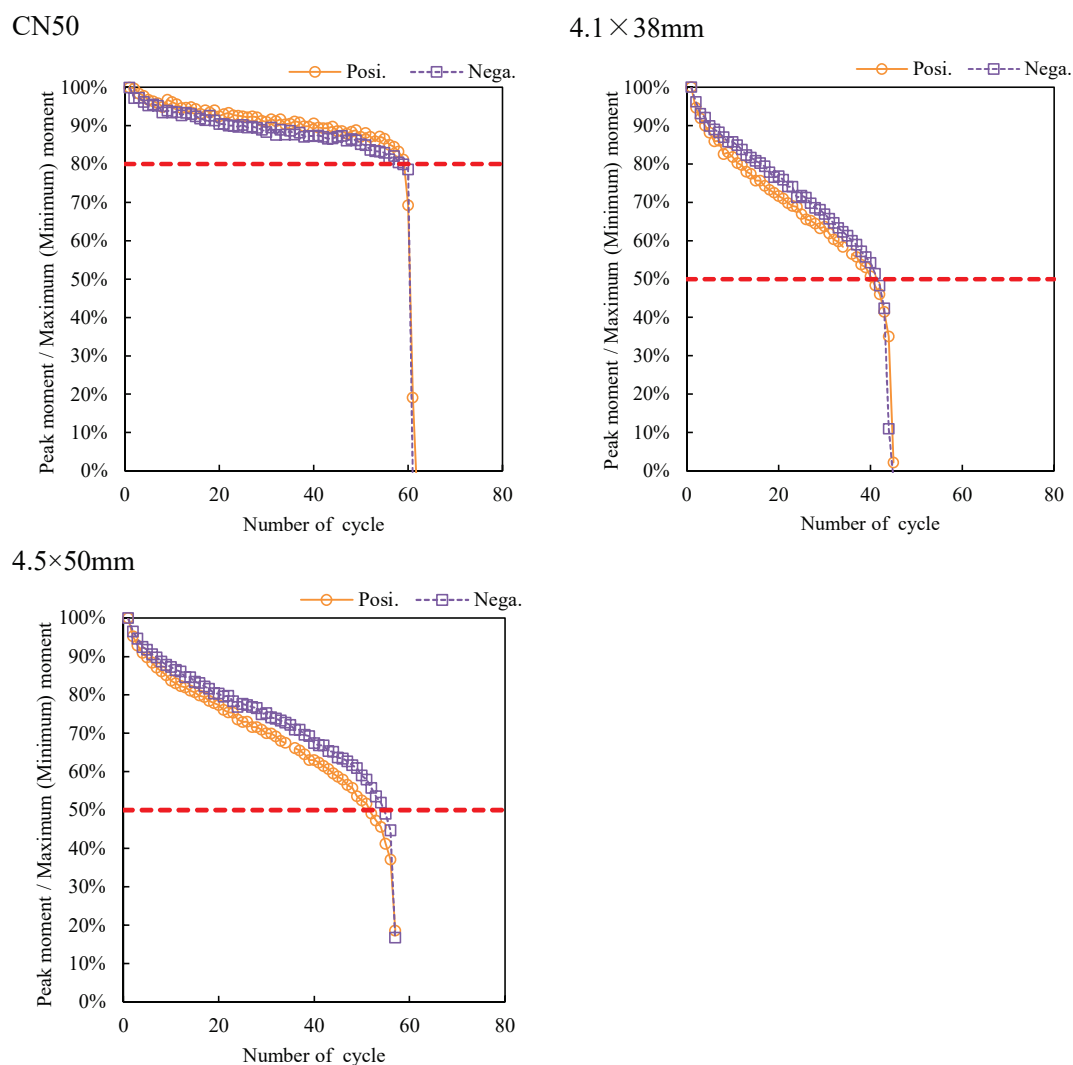 CN50
Posi.
Nega.
100%
90%
80%
70%
60%
50%
40%
30%
20%
10%
0%
0 20 40 60 80
Peak moment / Maximum (Minimum) moment
Number of cycle
4.1×38mm
Posi.
Nega.
100%
90%
80%
70%
60%
50%
40%
30%
20%
10%
0%
0 20 40 60 80
Peak moment / Maximum (Minimum) moment
Number of cycle
4.5×50mm
Posi.
Nega.
100%
90%
80%
70%
60%
50%
40%
30%
20%
10%
0%
0 20 40 60 80
Peak moment / Maximum (Minimum) moment
Number of cycle